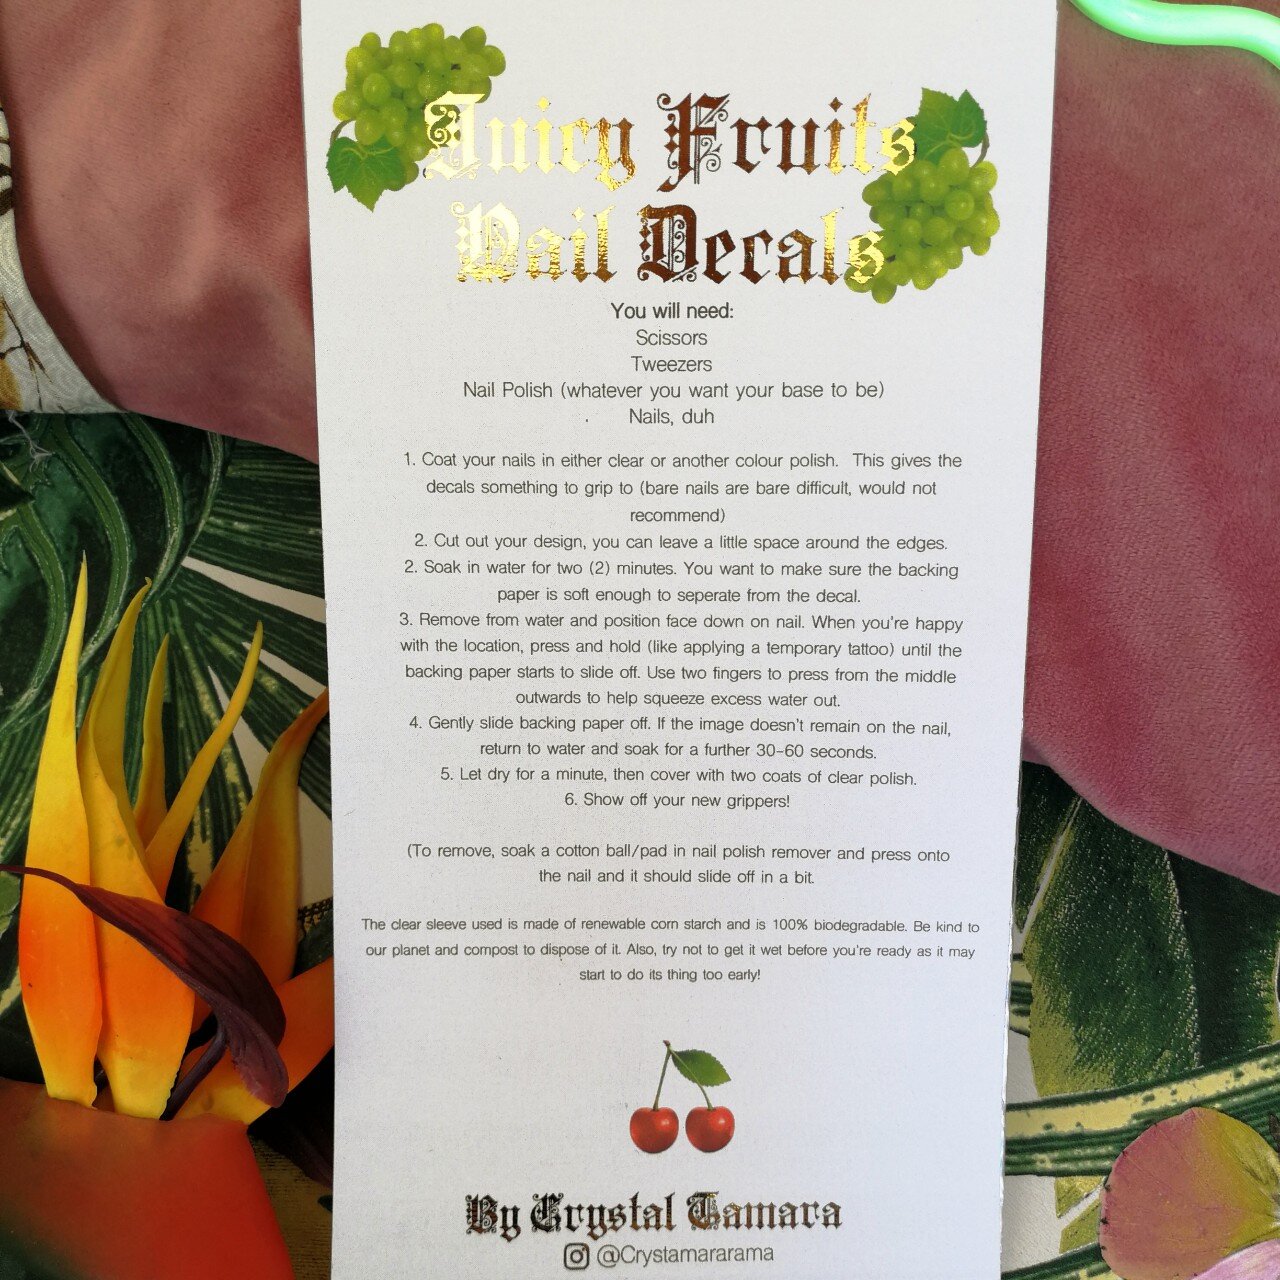 Juicy Fruits
Nail Decals
You will need:
Scissors
Tweezers
Nail Polish (whatever you want your base to be)
Nails, duh
1. Coat your nails in either clear or another colour polish. This gives the
decals something to grip to (bare nails are bare difficult, would not
recommend)
2. Cut out your design, you can leave a little space around the edges.
2. Soak in water for two (2) minutes. You want to make sure the backing
paper is soft enough to seperate from the decal.
3. Remove from water and position face down on nail. When you're happy
with the location, press and hold (like applying a temporary tattoo) until the
backing paper starts to slide off. Use two fingers to press from the middle
outwards to help squeeze excess water out.
4. Gently slide backing paper off. If the image doesn't remain on the nail,
return to water and soak for a further 30-60 seconds.
5. Let dry for a minute, then cover with two coats of clear polish.
6. Show off your new grippers!
(To remove, soak a cotton ball/pad in nail polish remover and press onto
the nail and it should slide off in a bit.
The clear sleeve used is made of renewable corn starch and is 100% biodegradable. Be kind to
our planet and compost to dispose of it. Also, try not to get it wet before you're ready as it may
start to do its thing too early!
By Crystal Tamara
@Crystamararama